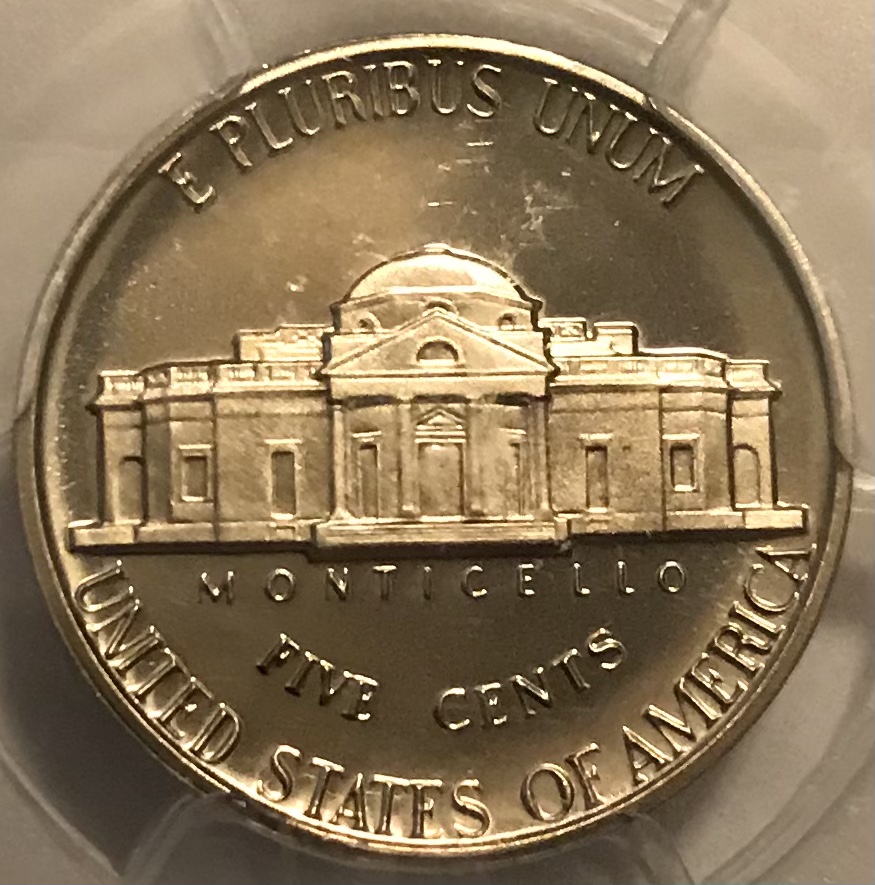 E PLURIBUS UNUM
MONTICELLO
FIVE CENTS
UNITED STATES OF AMERICA